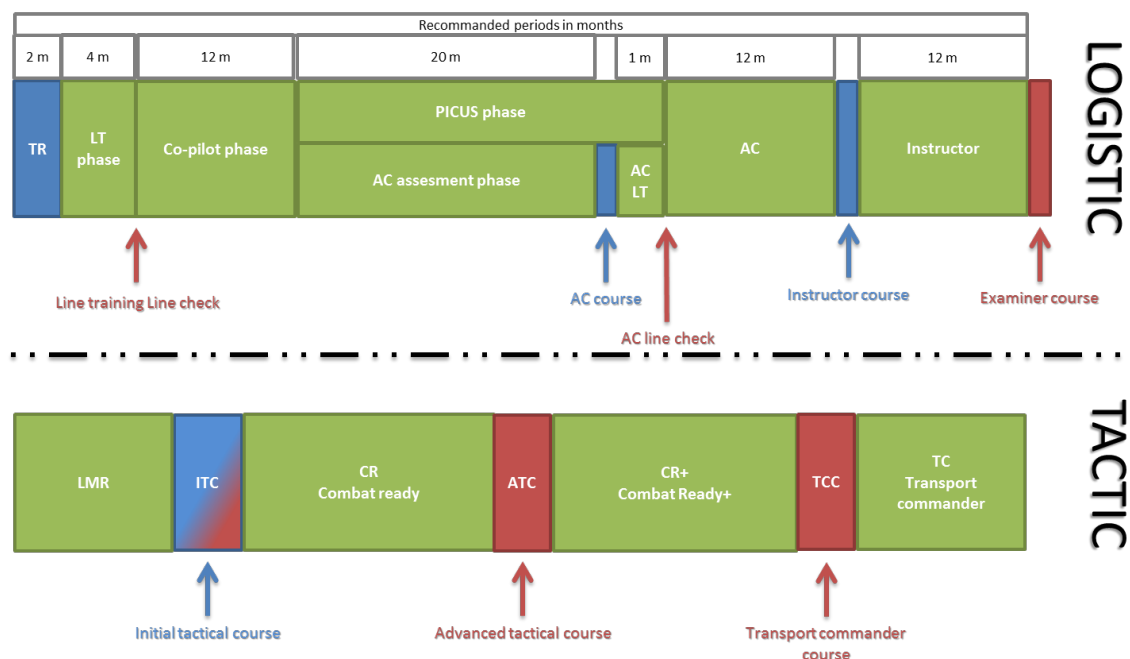 Recommanded periods in months
2 m
4 m
12 m
20 m
1 m
12 m
12 m
TR
LT
phase
Co-pilot phase
PICUS phase
AC assesment phase
AC
LT
AC
Instructor
LOGISTIC
Line training Line check
AC course
AC line check
Instructor course
Examiner course
LMR
ITC
CR
Combat ready
ATC
CR+
Combat Ready+
TCC
TC
Transport
commander
TACTIC
Initial tactical course
Advanced tactical course
Transport commander
course